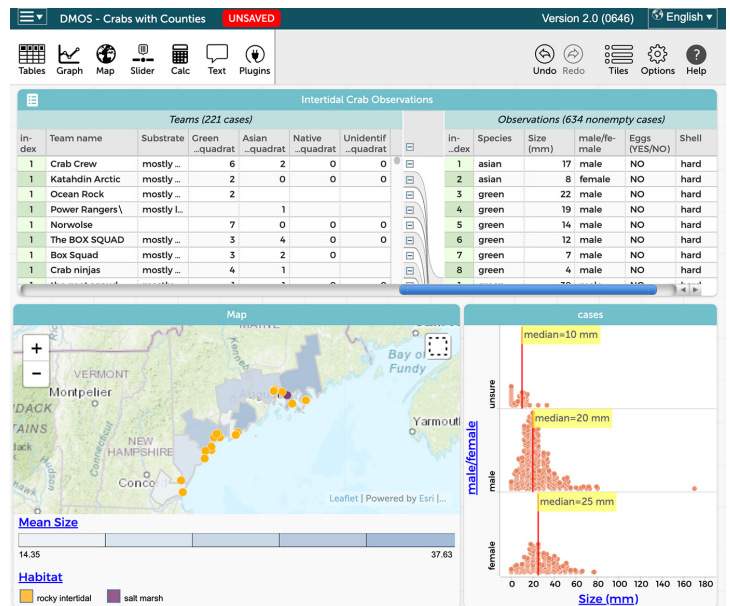 DMOS - Crabs with Counties UNSAVED Version 2.0 (0646) English ▾
Tables Graph Map Slider Calc Text Plugins Undo Redo Tiles Options Help
Intertidal Crab Observations
Teams (221 cases) Observations (634 nonempty cases)
in-dex Team name Substrate Green ...quadrat Asian ...quadrat Native ...quadrat Unidentif ...quadrat in-...dex Species Size (mm) male/fe-male Eggs (YES/NO) Shell
1 Crab Crew mostly ... 6 2 0 0 1 asian 17 male NO hard
1 Katahdin Arctic mostly ... 2 0 0 0 2 asian 8 female NO hard
1 Ocean Rock mostly ... 2 3 green 22 male NO hard
1 Power Rangers\ mostly l... 1 4 green 19 male NO hard
1 Norwolse mostly ... 7 0 0 0 5 green 14 male NO hard
1 The BOX SQUAD mostly ... 3 4 0 0 6 green 12 male NO hard
1 Box Squad mostly ... 3 2 0 7 green 7 male NO hard
1 Crab ninjas mostly ... 4 1 8 green 4 male NO hard
Map
MAINE
+
−
VERMONT
Montpelier
Kennebec
Augusta
Bay of
Fundy
Yarmouth
NEW
HAMPSHIRE
Connecticut
Hudson
Concord
Leaflet | Powered by Esri |...
Mean Size
14.35 37.63
Habitat
rocky intertidal salt marsh
cases
median=10 mm
unsure
median=20 mm
male
median=25 mm
female
male/female
0 20 40 60 80 100 120 140 160 180
Size (mm)